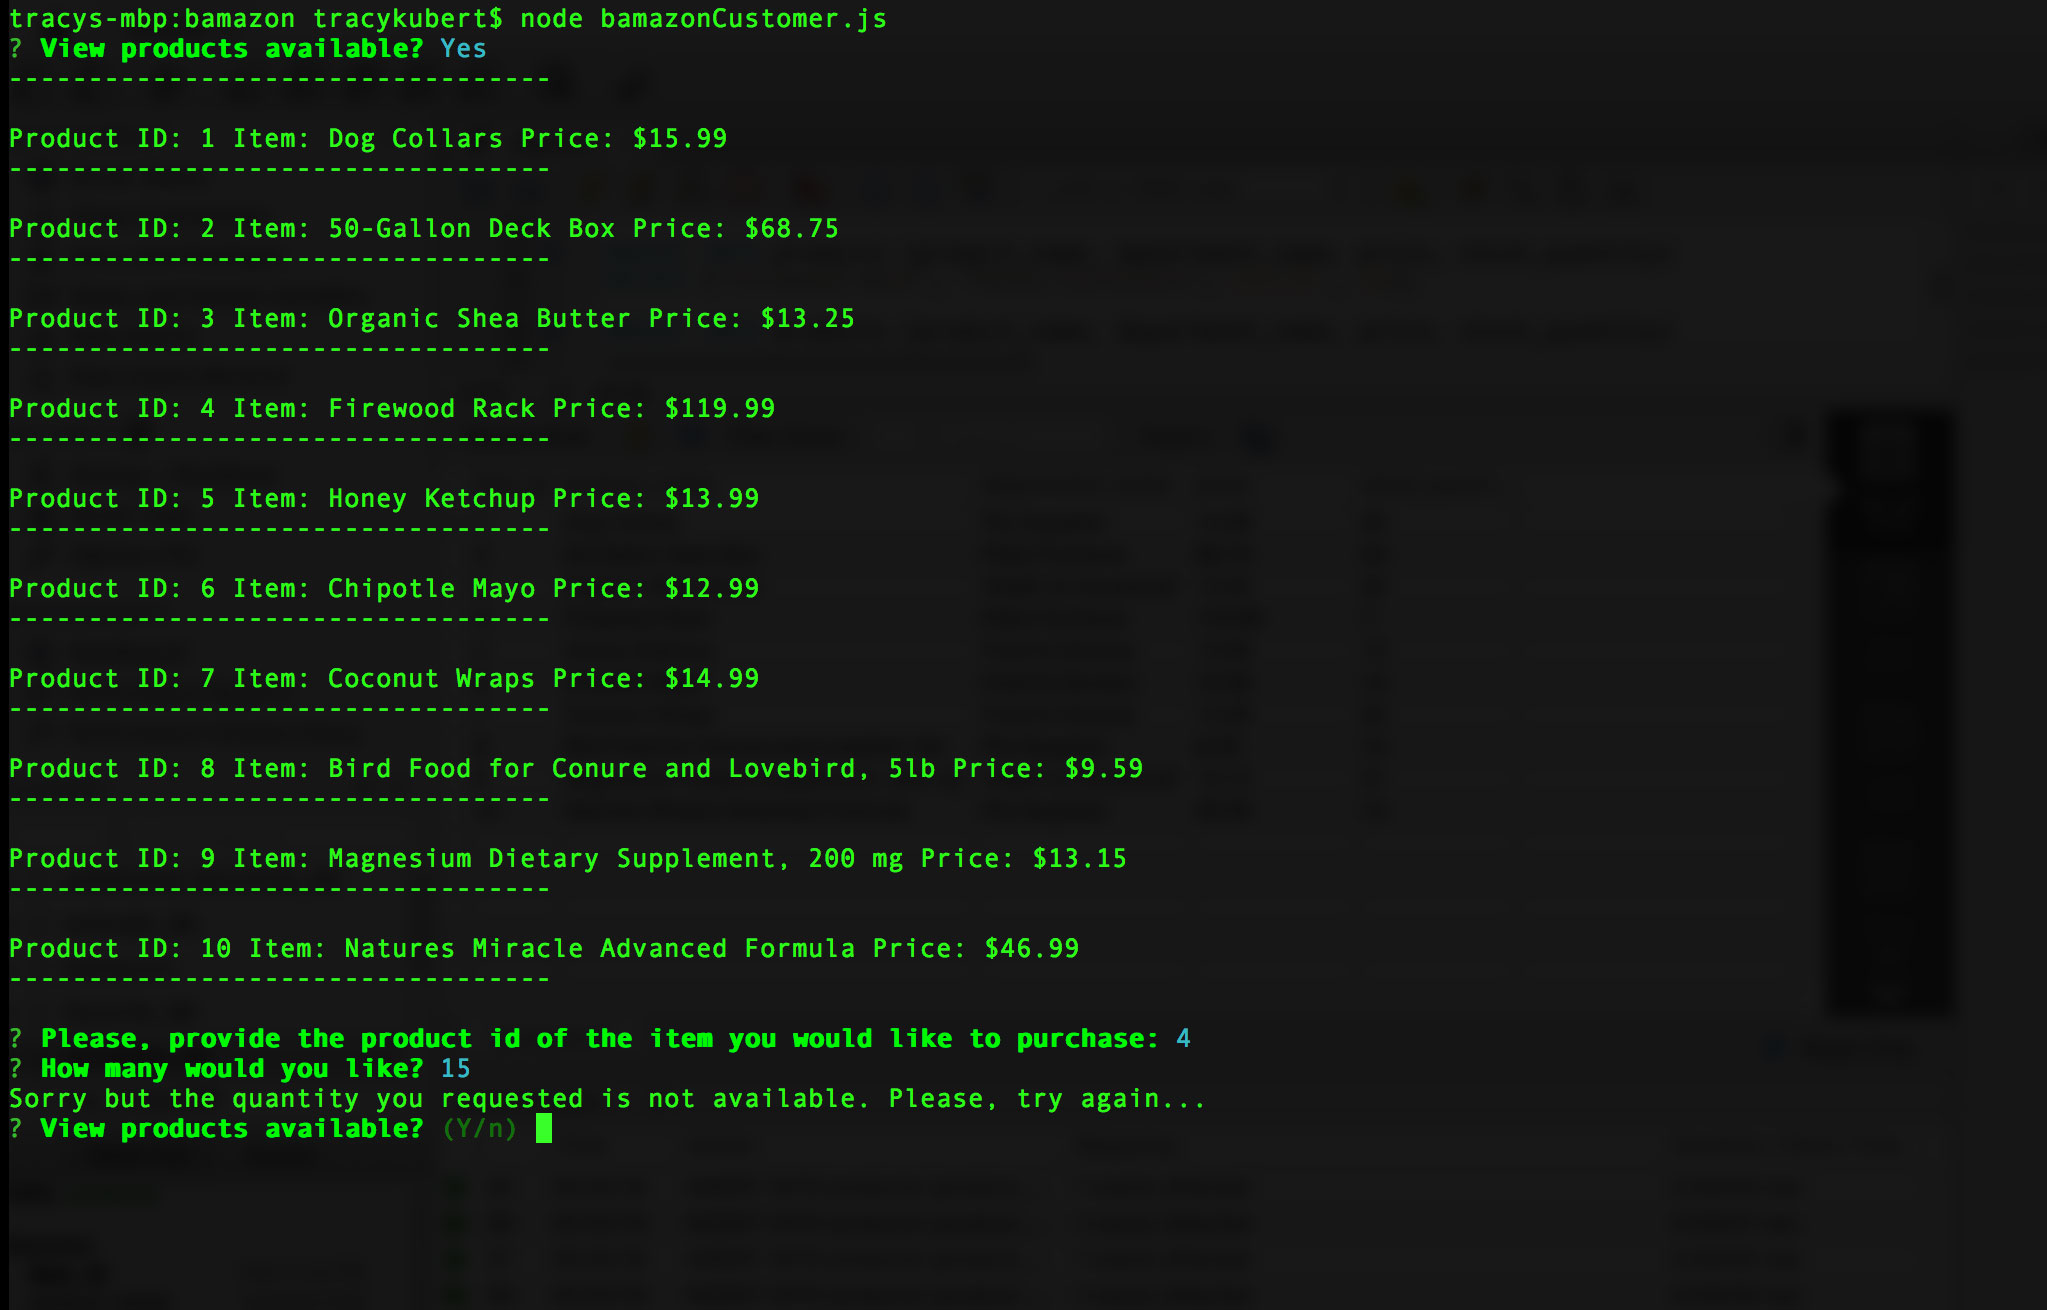 tracys-mbp:bamazon tracykubert$ node bamazonCustomer.js
? View products available? Yes
----------------------------------
Product ID: 1 Item: Dog Collars Price: $15.99
----------------------------------
Product ID: 2 Item: 50-Gallon Deck Box Price: $68.75
----------------------------------
Product ID: 3 Item: Organic Shea Butter Price: $13.25
----------------------------------
Product ID: 4 Item: Firewood Rack Price: $119.99
----------------------------------
Product ID: 5 Item: Honey Ketchup Price: $13.99
----------------------------------
Product ID: 6 Item: Chipotle Mayo Price: $12.99
----------------------------------
Product ID: 7 Item: Coconut Wraps Price: $14.99
----------------------------------
Product ID: 8 Item: Bird Food for Conure and Lovebird, 5lb Price: $9.59
----------------------------------
Product ID: 9 Item: Magnesium Dietary Supplement, 200 mg Price: $13.15
----------------------------------
Product ID: 10 Item: Natures Miracle Advanced Formula Price: $46.99
----------------------------------
? Please, provide the product id of the item you would like to purchase: 4
? How many would you like? 15
Sorry but the quantity you requested is not available. Please, try again...
? View products available? (Y/n)